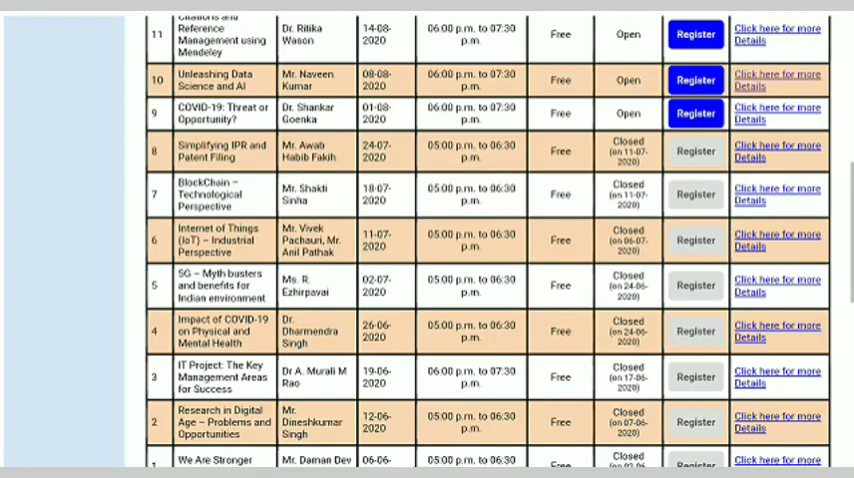 Citations and
11 Reference Dr. Ritika 14-08- 06:00 p.m. to 07:30 Free Open Register Click here for more
Management using Wason 2020 p.m. Details
Mendeley
10 Unleashing Data Mr. Naveen 08-08- 06:00 p.m. to 07:30 Free Open Register Click here for more
Science and AI Kumar 2020 p.m. Details
9 COVID-19: Threat or Dr. Shankar 01-08- 06:00 p.m. to 07:30 Free Open Register Click here for more
Opportunity? Goenka 2020 p.m. Details
8 Simplifying IPR and Mr. Awab 24-07- 05:00 p.m. to 06:30 Free Closed Register Click here for more
Patent Filing Habib Fakih 2020 p.m. (on 11-07- Details
2020)
7 BlockChain – Mr. Shakti 18-07- 05:00 p.m. to 06:30 Free Closed Register Click here for more
Technological Sinha 2020 p.m. (on 11-07- Details
Perspective 2020)
6 Internet of Things Mr. Vivek 11-07- 05:00 p.m. to 06:30 Free Closed Register Click here for more
(IoT) – Industrial Pachauri, Mr. 2020 p.m. (on 06-07- Details
Perspective Anil Pathak 2020)
5 5G – Myth busters Ms. R. 02-07- 05:00 p.m. to 06:30 Free Closed Register Click here for more
and benefits for Ezhirpavai 2020 p.m. (on 24-06- Details
Indian environment 2020)
4 Impact of COVID-19 Dr. 26-06- 05:00 p.m. to 06:30 Free Closed Register Click here for more
on Physical and Dharmendra 2020 p.m. (on 24-06- Details
Mental Health Singh 2020)
3 IT Project: The Key Dr A. Murali M 19-06- 06:00 p.m. to 07:30 Free Closed Register Click here for more
Management Areas Rao 2020 p.m. (on 17-06- Details
for Success 2020)
2 Research in Digital Mr. 12-06- 05:00 p.m. to 06:30 Free Closed Register Click here for more
Age – Problems and Dineshkumar 2020 p.m. (on 07-06- Details
Opportunities Singh 2020)
1 We Are Stronger Mr. Daman Dev 06-06- 05:00 p.m. to 06:30 Free Closed Register Click here for more
Details